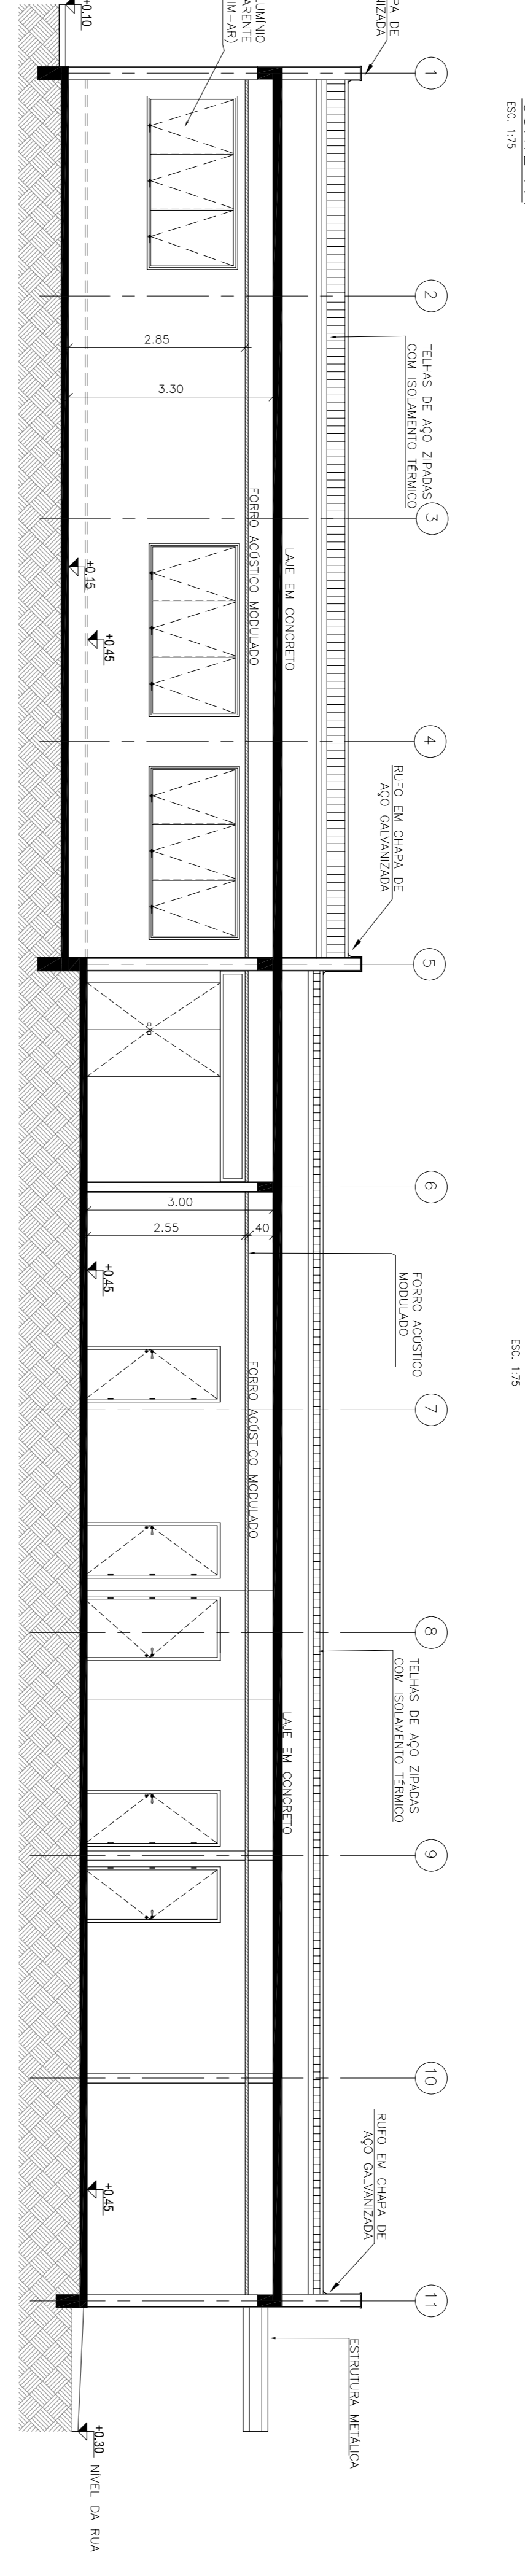 ESC. 1:75
ESC. 1:75
1
2
3
4
5
6
7
8
9
10
11
TELHAS DE AÇO ZIPADAS
COM ISOLAMENTO TÉRMICO
RUFO EM CHAPA DE
AÇO GALVANIZADA
FORRO ACÚSTICO
MODULADO
TELHAS DE AÇO ZIPADAS
COM ISOLAMENTO TÉRMICO
RUFO EM CHAPA DE
AÇO GALVANIZADA
ESTRUTURA METÁLICA
LAJE EM CONCRETO
FORRO ACÚSTICO MODULADO
LAJE EM CONCRETO
FORRO ACÚSTICO MODULADO
PA DE
NIZADA
LUMÍNIO
ARENTE
IM-AR)
2.85
3.30
3.00
2.55
.40
+0.10
+0.15
+0.45
+0.45
+0.45
+0.30 NÍVEL DA RUA